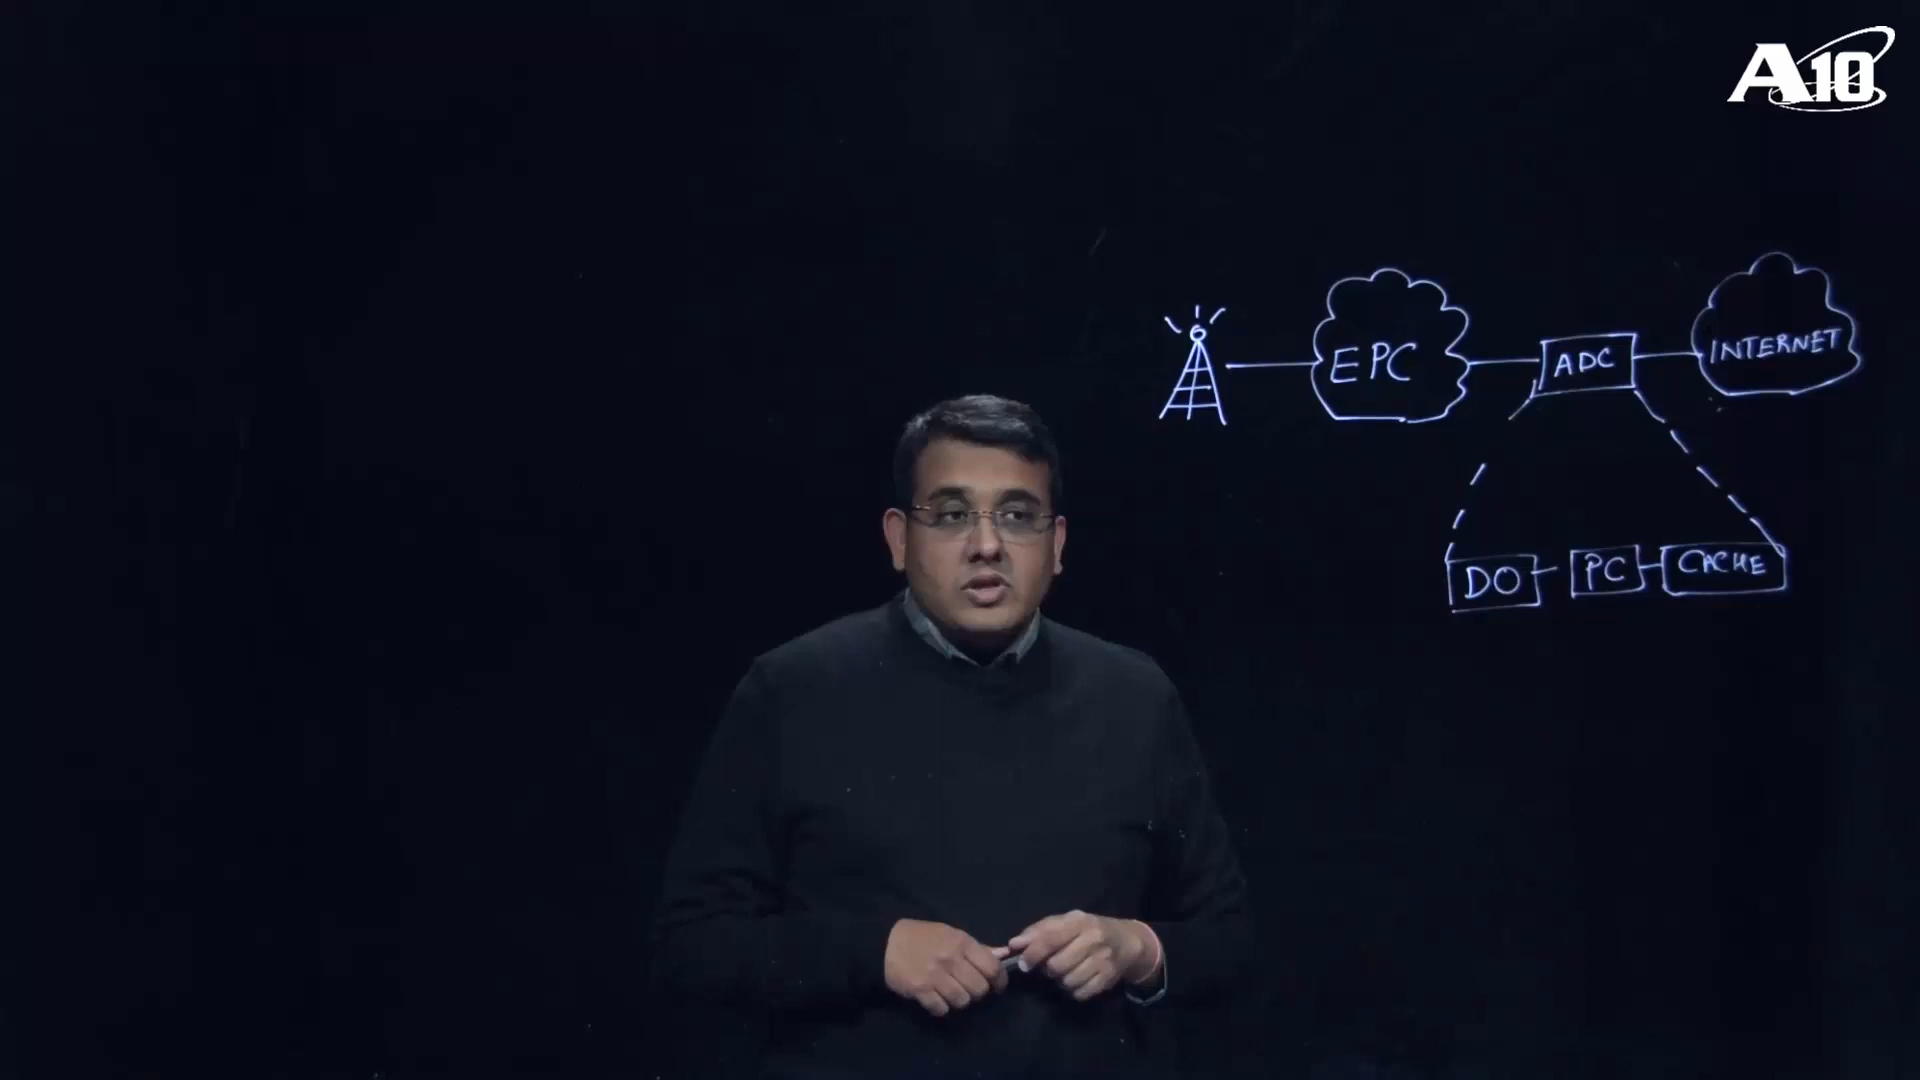 A10
EPC
ADC
INTERNET
DO
PC
CACHE